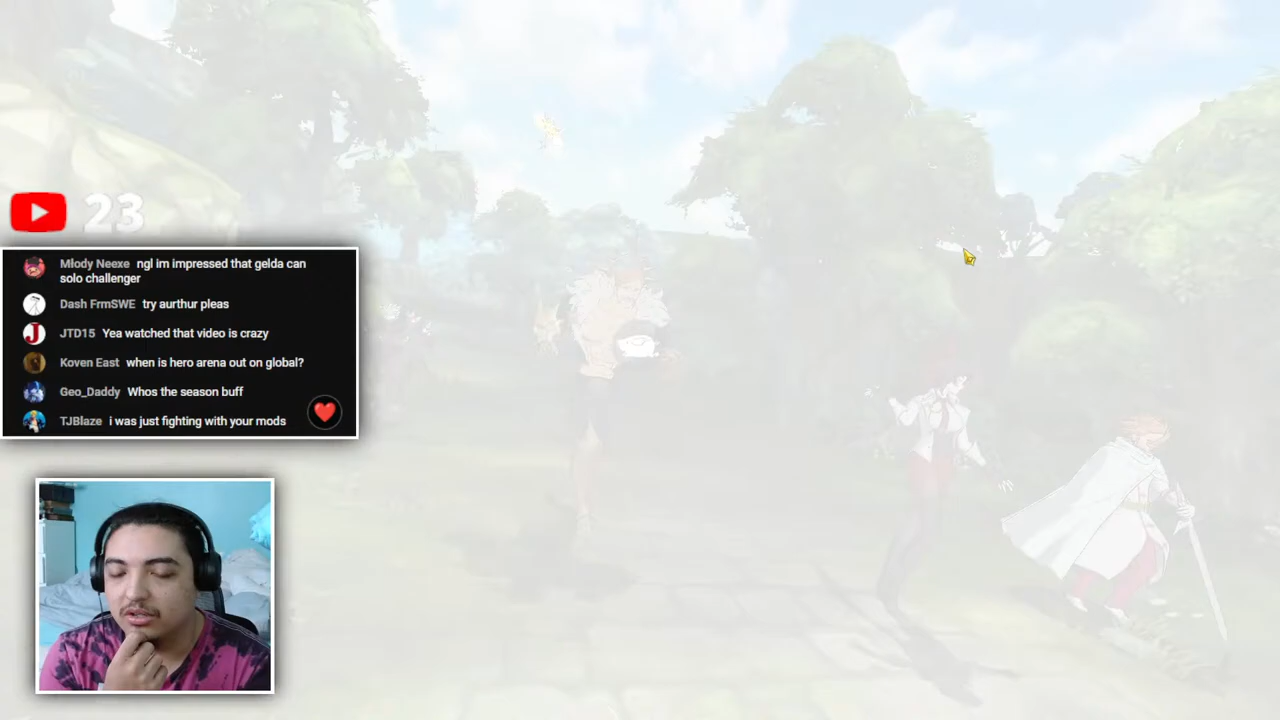 23
Młody Neexe ngl im impressed that gelda can
solo challenger
Dash FrmSWE try aurthur pleas
JTD15 Yea watched that video is crazy
Koven East when is hero arena out on global?
Geo_Daddy Whos the season buff
TJBlaze i was just fighting with your mods